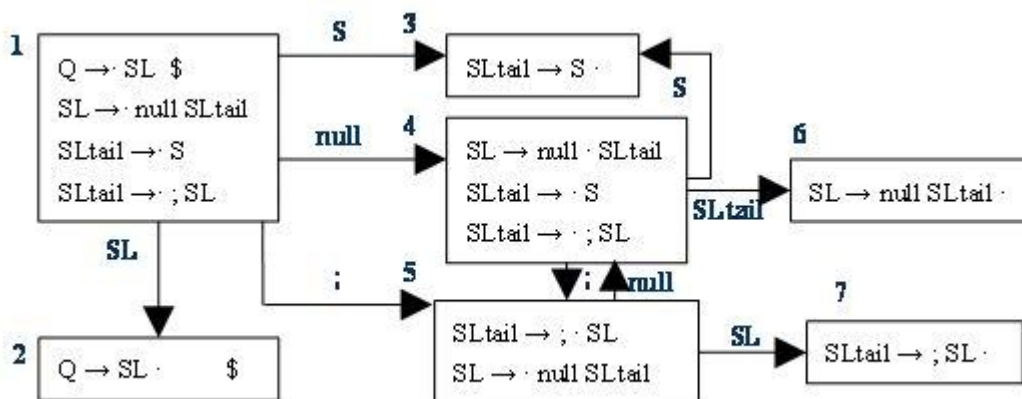 1
Q → · SL $
SL → · null SLtail
SLtail → · S
SLtail → · ; SL
S
3
SLtail → S ·
S
null
4
SL → null · SLtail
SLtail → · S
SLtail → · ; SL
SLtail
6
SL → null SLtail ·
SL
;
5
; null
SLtail → ; · SL
SL → · null SLtail
SL
7
SLtail → ; SL ·
2
Q → SL · $